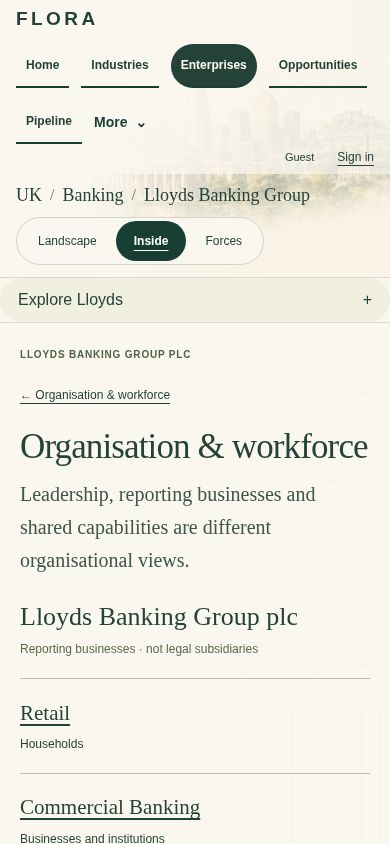 FLORA
Home Industries Enterprises Opportunities
Pipeline More ⌄
Guest Sign in
UK / Banking / Lloyds Banking Group
Landscape Inside Forces
Explore Lloyds +
LLOYDS BANKING GROUP PLC
← Organisation & workforce
Organisation & workforce
Leadership, reporting businesses and
shared capabilities are different
organisational views.
Lloyds Banking Group plc
Reporting businesses · not legal subsidiaries
Retail
Households
Commercial Banking
Businesses and institutions